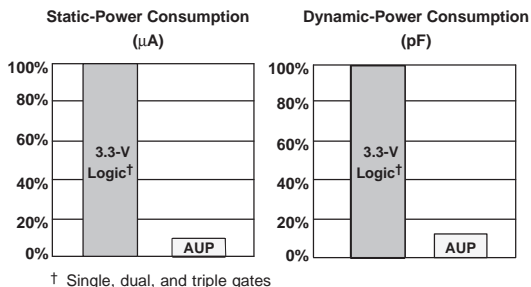 Static-Power Consumption
(µA)
100%
80%
60%
40%
20%
0%
3.3-V
Logic†
AUP
Dynamic-Power Consumption
(pF)
100%
80%
60%
40%
20%
0%
3.3-V
Logic†
AUP
† Single, dual, and triple gates